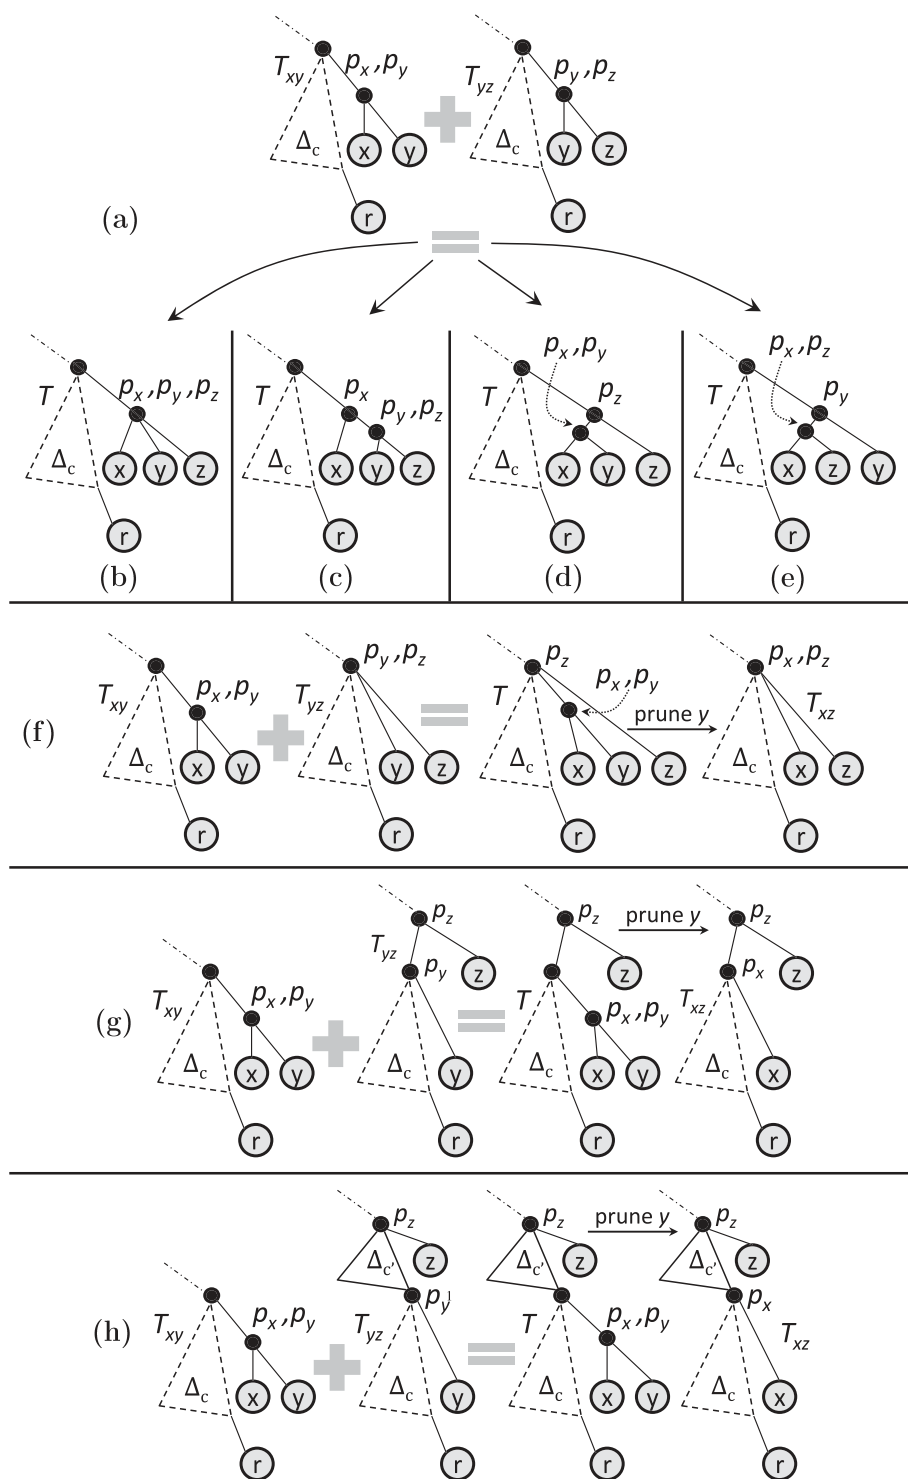 T_xy p_x,p_y T_yz p_y,p_z
Δ_c x y Δ_c y z
r r
(a)
T p_x,p_y,p_z T p_x p_y,p_z T p_x,p_y p_z T p_x,p_z p_y
Δ_c x y z Δ_c x y z Δ_c x y z Δ_c x z y
r r r r
(b) (c) (d) (e)
p_y,p_z p_z
T_xy p_x,p_y T_yz T p_x,p_y p_x,p_z T_xz
(f) prune y
Δ_c x y Δ_c y z Δ_c x y z Δ_c x z
r r r r
p_z p_z prune y p_z
T_yz z z z
T_xy p_x,p_y p_y T p_x,p_y T_xz p_x
(g)
Δ_c x y Δ_c y Δ_c x y Δ_c x
r r r r
p_z p_z prune y p_z
Δ_c' z Δ_c' z Δ_c' z
T_xy p_x,p_y T_yz p_y T p_x,p_y p_x T_xz
(h)
Δ_c x y Δ_c y Δ_c x y Δ_c x
r r r r